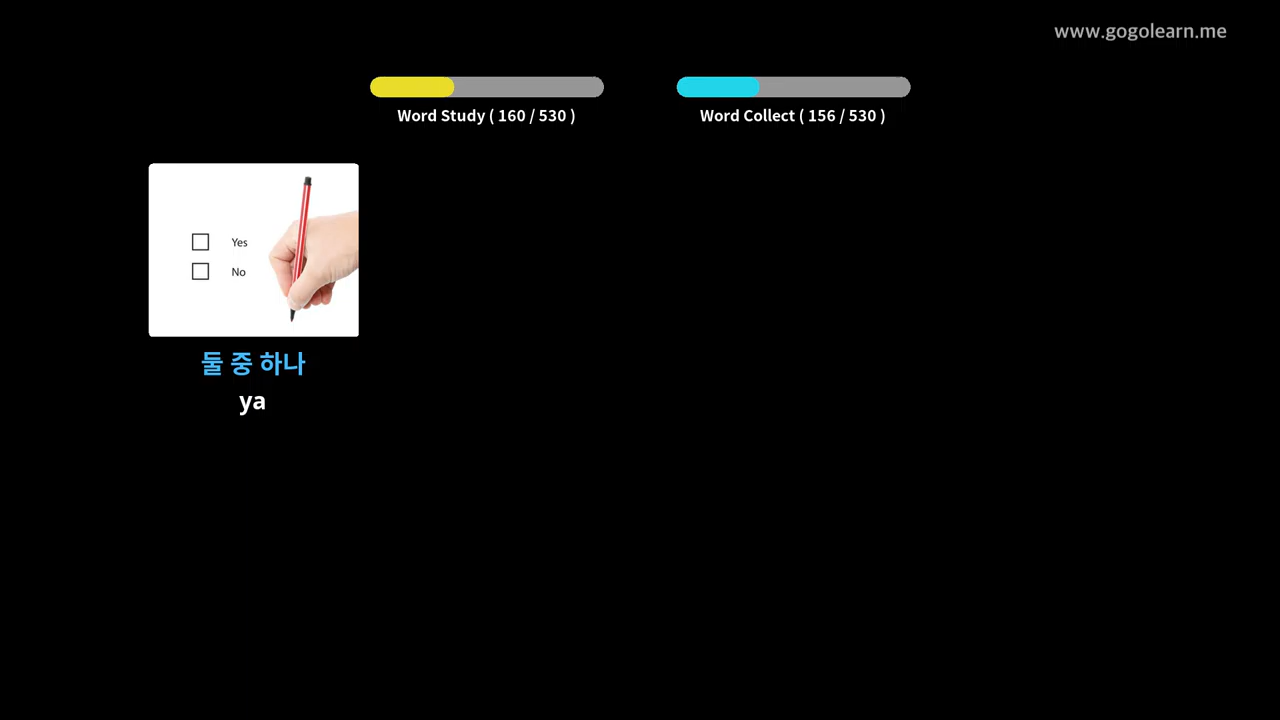 www.gogolearn.me
Word Study ( 160 / 530 )
Word Collect ( 156 / 530 )
Yes
No
둘 중 하나
ya